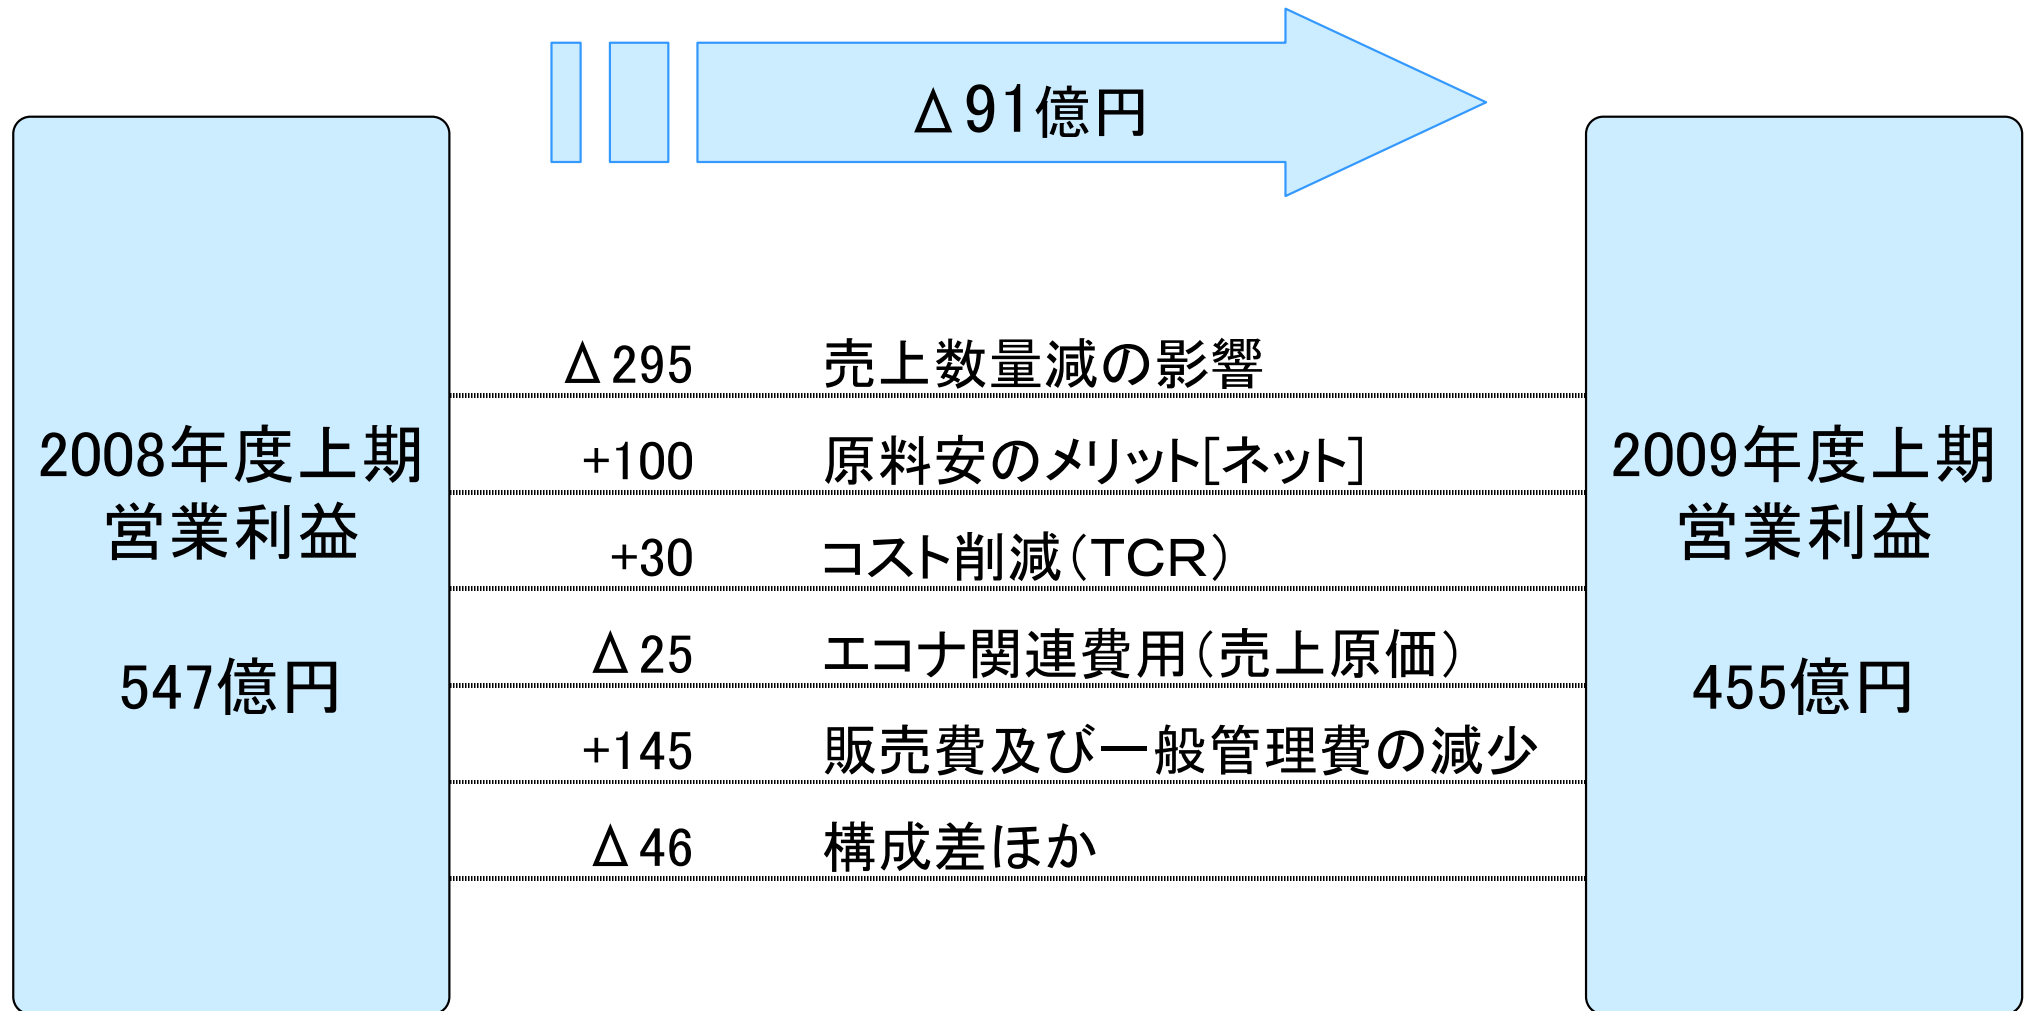 Δ91億円
2008年度上期
営業利益
547億円
Δ295 売上数量減の影響
+100 原料安のメリット[ネット]
+30 コスト削減(TCR)
Δ25 エコナ関連費用(売上原価)
+145 販売費及び一般管理費の減少
Δ46 構成差ほか
2009年度上期
営業利益
455億円